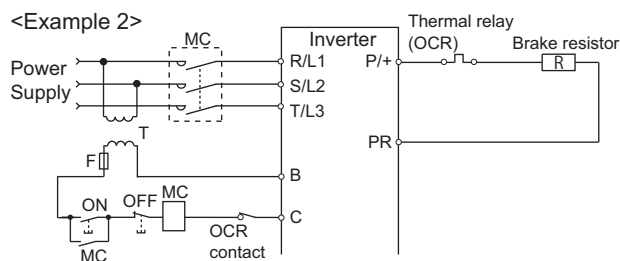 <Example 2>
MC
Inverter
Thermal relay
(OCR)
Brake resistor
Power
Supply
R/L1
P/+
R
S/L2
T/L3
T
PR
F
B
ON
OFF
MC
C
MC
OCR
contact